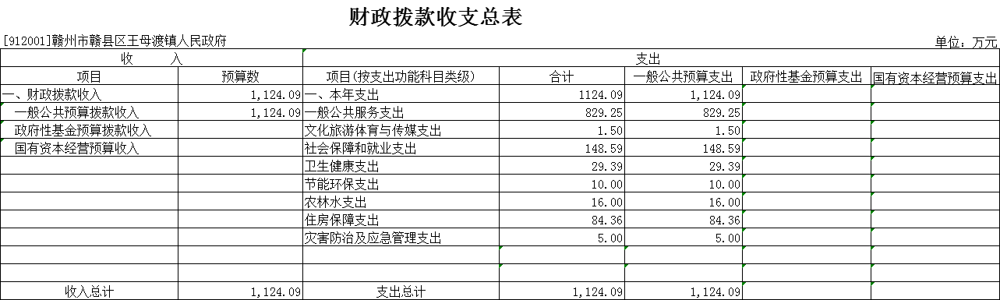 财政拨款收支总表
[912001]赣州市赣县区王母渡镇人民政府 单位：万元
收 入 支出
项目 预算数 项目(按支出功能科目类级) 合计 一般公共预算支出 政府性基金预算支出 国有资本经营预算支出
一、财政拨款收入 1,124.09 一、本年支出 1124.09 1,124.09
一般公共预算拨款收入 1,124.09 一般公共服务支出 829.25 829.25
政府性基金预算拨款收入 文化旅游体育与传媒支出 1.50 1.50
国有资本经营预算收入 社会保障和就业支出 148.59 148.59
卫生健康支出 29.39 29.39
节能环保支出 10.00 10.00
农林水支出 16.00 16.00
住房保障支出 84.36 84.36
灾害防治及应急管理支出 5.00 5.00
收入总计 1,124.09 支出总计 1,124.09 1,124.09